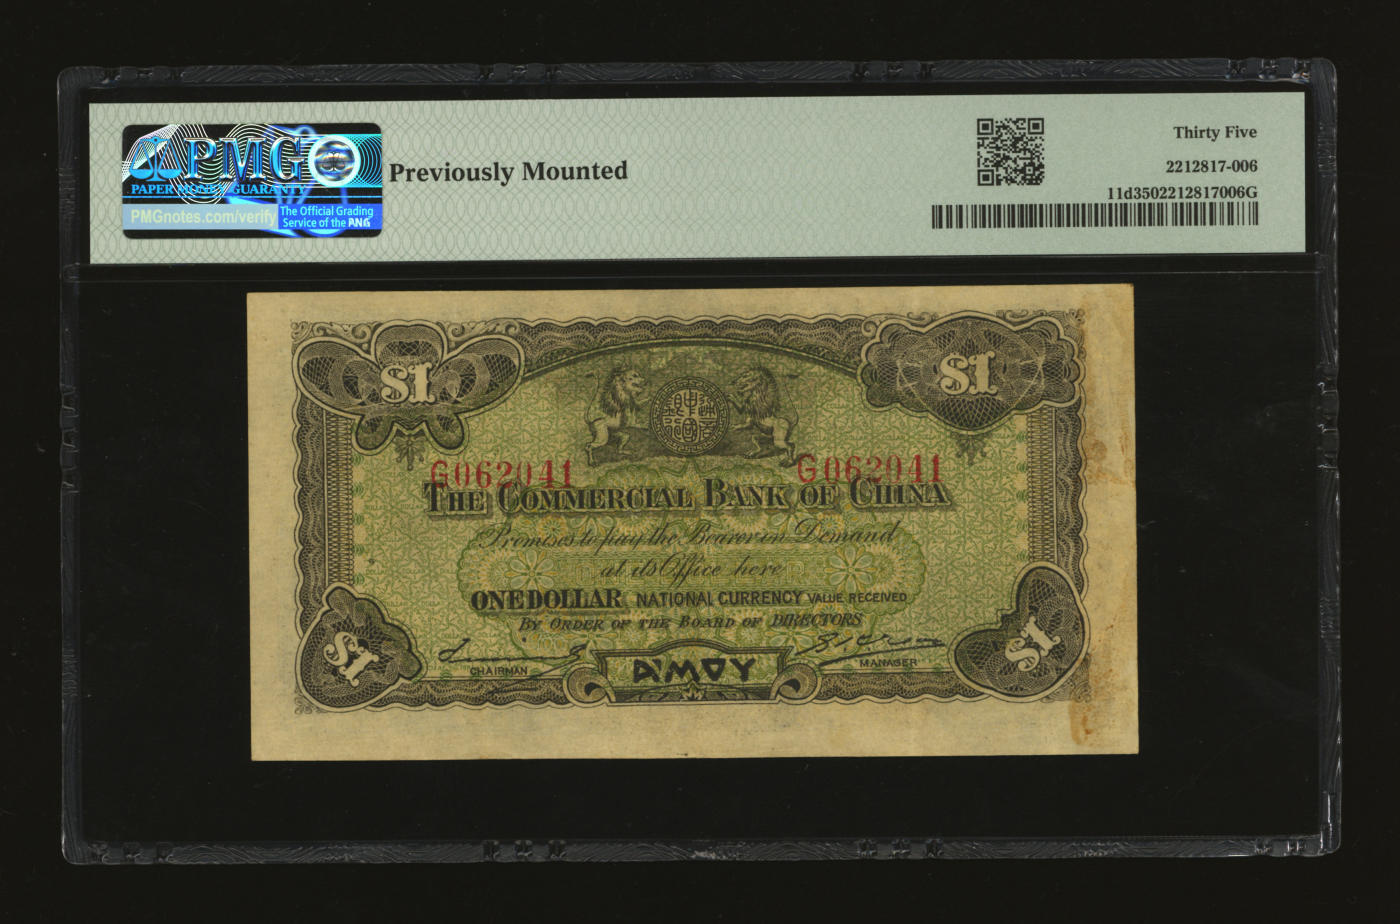 PMG
PAPER MONEY GUARANTY
PMGnotes.com/verify
The Official Grading
Service of the PNG
Previously Mounted
Thirty Five
2212817-006
11d3502212817006G
$1
$1
G062041
G062041
THE COMMERCIAL BANK OF CHINA
Promises to pay the Bearer on Demand
at its Office here
ONE DOLLAR NATIONAL CURRENCY VALUE RECEIVED
BY ORDER OF THE BOARD OF DIRECTORS
CHAIRMAN
MANAGER
AMOY
$1
$1